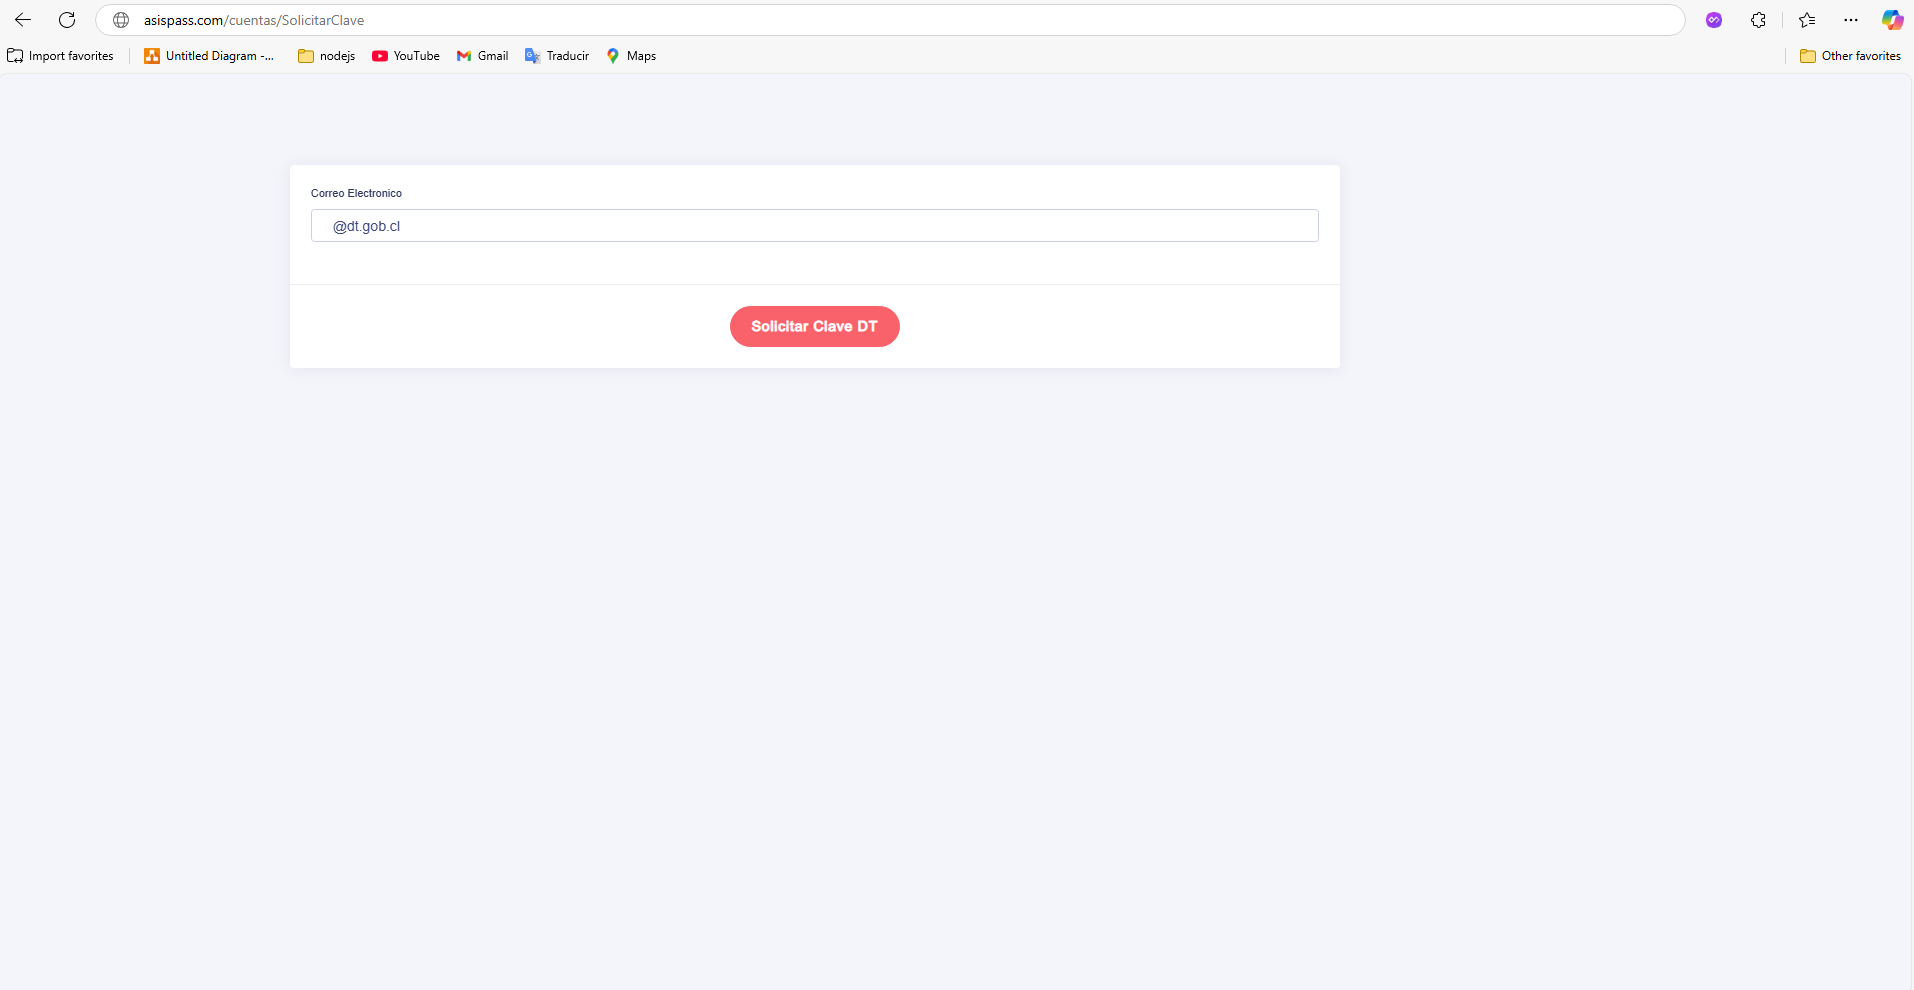 asispass.com/cuentas/SolicitarClave
Import favorites
Untitled Diagram -...
nodejs
YouTube
Gmail
Traducir
Maps
Other favorites
Correo Electronico
@dt.gob.cl
Solicitar Clave DT